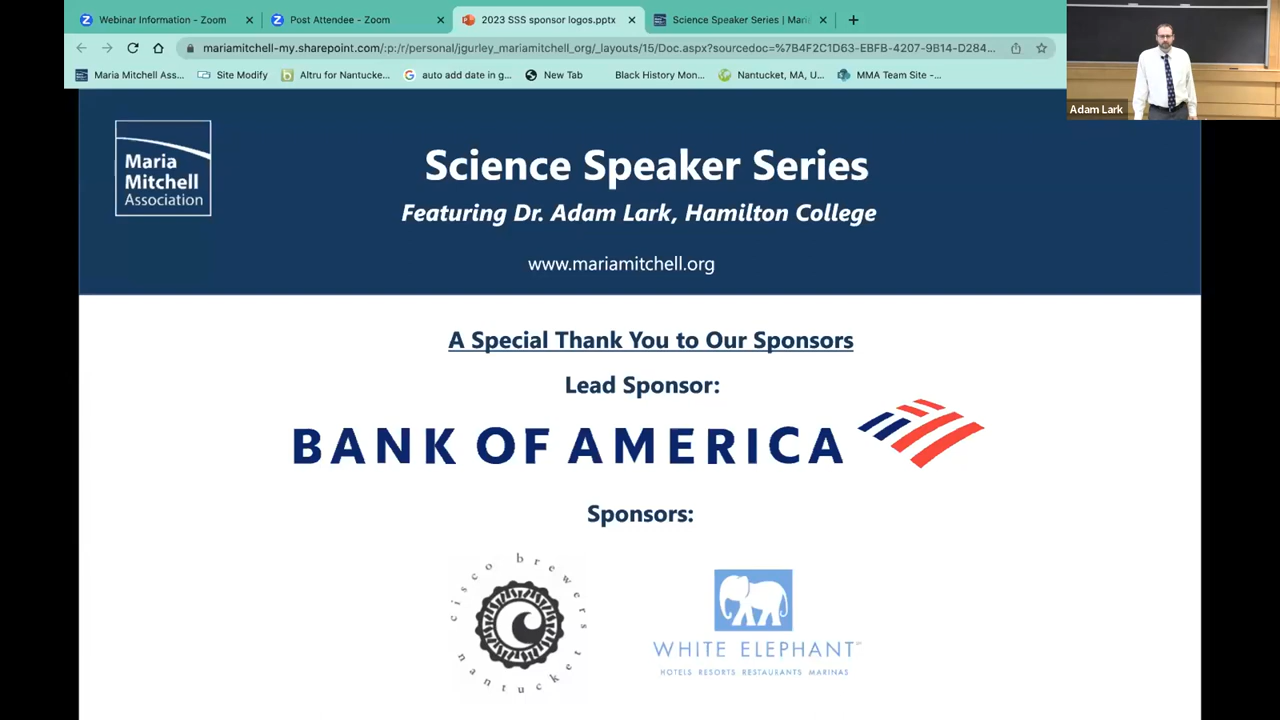 Webinar Information - Zoom
Post Attendee - Zoom
2023 SSS sponsor logos.pptx
Science Speaker Series | Mari
mariamitchell-my.sharepoint.com/:p:r/personal/jgurley_mariamitchell_org/_layouts/15/Doc.aspx?sourcedoc=%7B4F2C1D63-EBFB-4207-9B14-D284...
Maria Mitchell Ass...
Site Modify
Altru for Nantucke...
auto add date in g...
New Tab
Black History Mon...
Nantucket, MA, U...
MMA Team Site -...
Adam Lark
Maria
Mitchell
Association
Science Speaker Series
Featuring Dr. Adam Lark, Hamilton College
www.mariamitchell.org
A Special Thank You to Our Sponsors
Lead Sponsor:
BANK OF AMERICA
Sponsors:
cisco brewers
nantucket
WHITE ELEPHANT
HOTELS RESORTS RESTAURANTS MARINAS